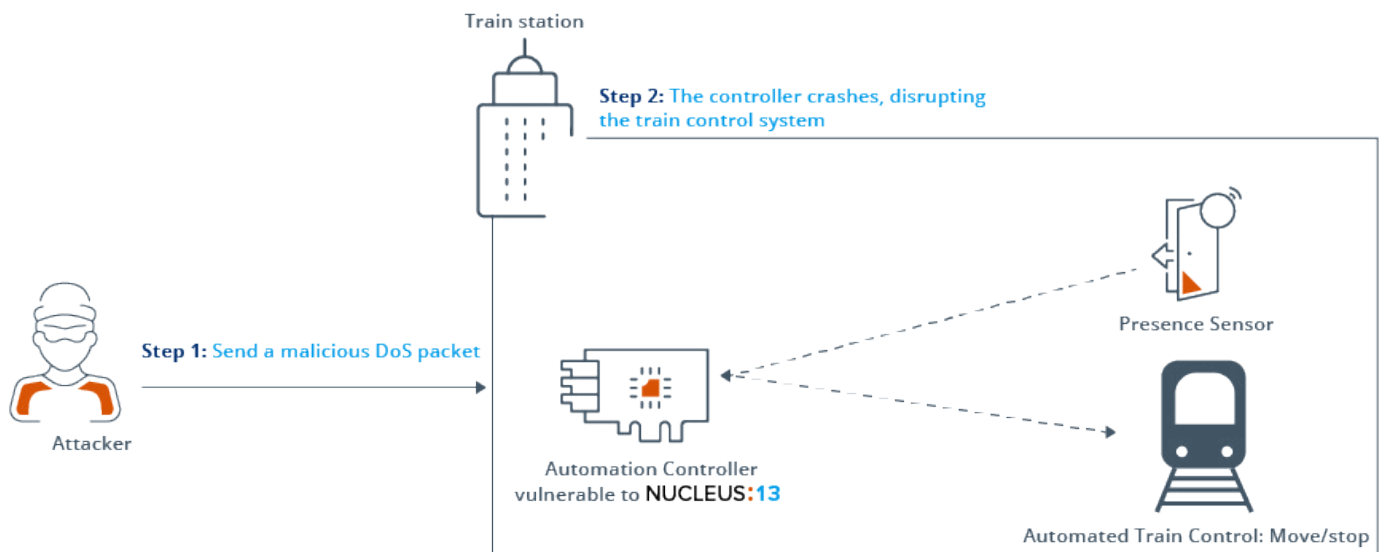 Train station
Step 2: The controller crashes, disrupting
the train control system
Presence Sensor
Step 1: Send a malicious DoS packet
Attacker
Automation Controller
vulnerable to NUCLEUS:13
Automated Train Control: Move/stop